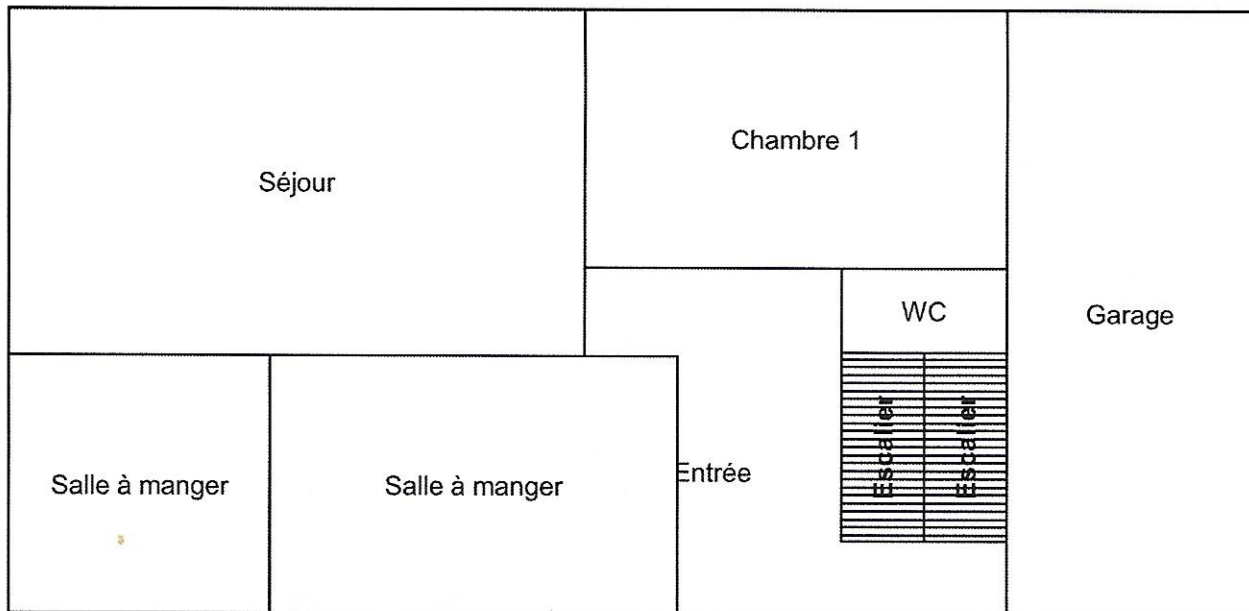 Chambre 1
Séjour
WC
Garage
Escalier
Escalier
Entrée
Salle à manger
Salle à manger